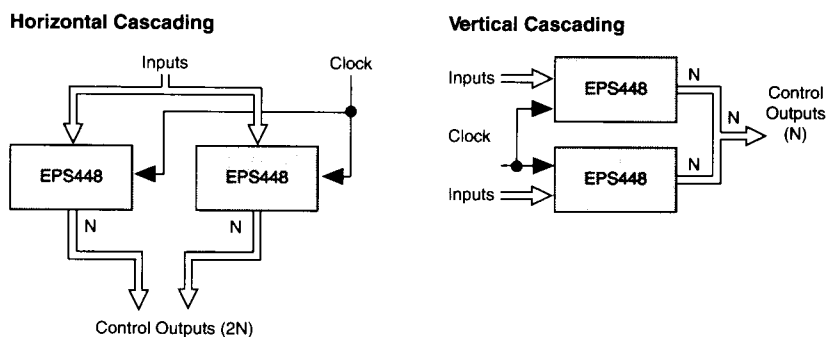 Horizontal Cascading
Inputs
Clock
EPS448
EPS448
N
N
Control Outputs (2N)
Vertical Cascading
Inputs
EPS448
N
Clock
N
Control
Outputs
(N)
EPS448
N
Inputs